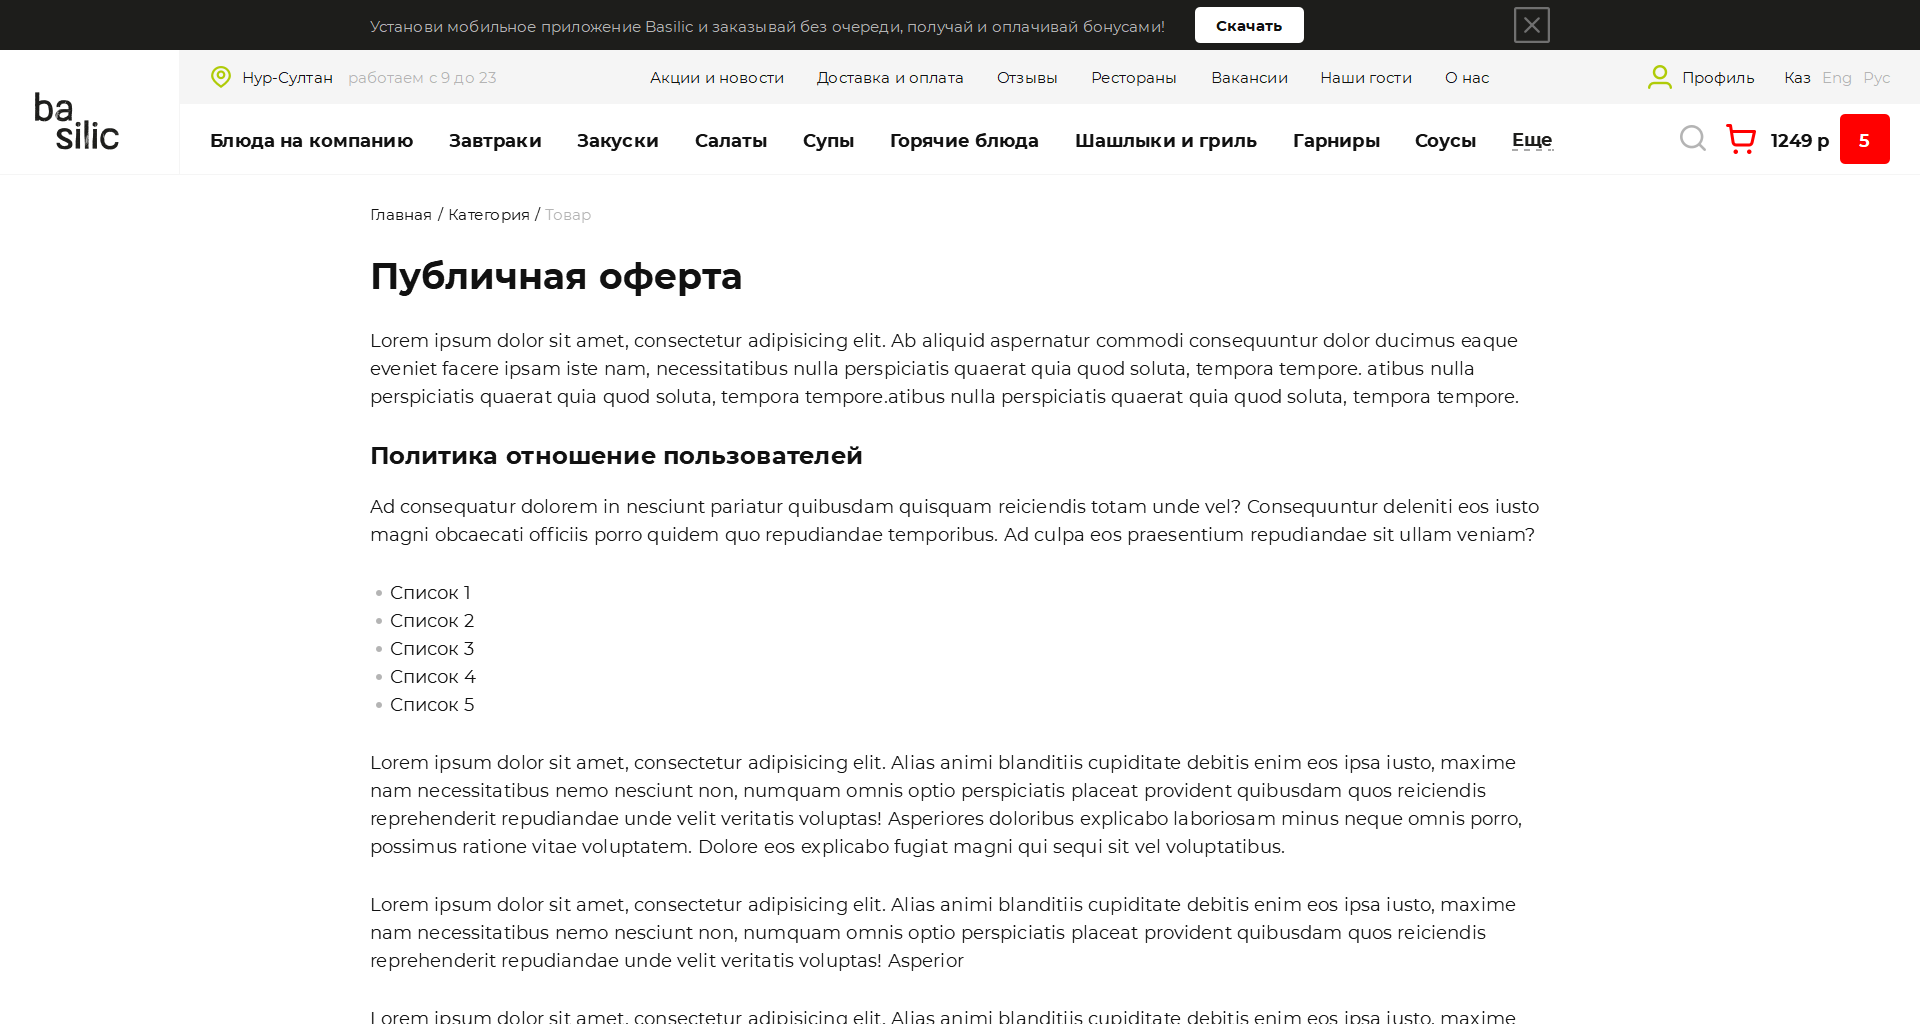 Установи мобильное приложение Basilic и заказывай без очереди, получай и оплачивай бонусами!
Скачать
ba
silic
Нур-Султан работаем с 9 до 23
Акции и новости Доставка и оплата Отзывы Рестораны Вакансии Наши гости О нас
Профиль Каз Eng Рус
Блюда на компанию Завтраки Закуски Салаты Супы Горячие блюда Шашлыки и гриль Гарниры Соусы Еще
1249 р 5
Главная / Категория / Товар
Публичная оферта
Lorem ipsum dolor sit amet, consectetur adipisicing elit. Ab aliquid aspernatur commodi consequuntur dolor ducimus eaque
eveniet facere ipsam iste nam, necessitatibus nulla perspiciatis quaerat quia quod soluta, tempora tempore. atibus nulla
perspiciatis quaerat quia quod soluta, tempora tempore.atibus nulla perspiciatis quaerat quia quod soluta, tempora tempore.
Политика отношение пользователей
Ad consequatur dolorem in nesciunt pariatur quibusdam quisquam reiciendis totam unde vel? Consequuntur deleniti eos iusto
magni obcaecati officiis porro quidem quo repudiandae temporibus. Ad culpa eos praesentium repudiandae sit ullam veniam?
Список 1
Список 2
Список 3
Список 4
Список 5
Lorem ipsum dolor sit amet, consectetur adipisicing elit. Alias animi blanditiis cupiditate debitis enim eos ipsa iusto, maxime
nam necessitatibus nemo nesciunt non, numquam omnis optio perspiciatis placeat provident quibusdam quos reiciendis
reprehenderit repudiandae unde velit veritatis voluptas! Asperiores doloribus explicabo laboriosam minus neque omnis porro,
possimus ratione vitae voluptatem. Dolore eos explicabo fugiat magni qui sequi sit vel voluptatibus.
Lorem ipsum dolor sit amet, consectetur adipisicing elit. Alias animi blanditiis cupiditate debitis enim eos ipsa iusto, maxime
nam necessitatibus nemo nesciunt non, numquam omnis optio perspiciatis placeat provident quibusdam quos reiciendis
reprehenderit repudiandae unde velit veritatis voluptas! Asperior
Lorem ipsum dolor sit amet, consectetur adipisicing elit. Alias animi blanditiis cupiditate debitis enim eos ipsa iusto, maxime